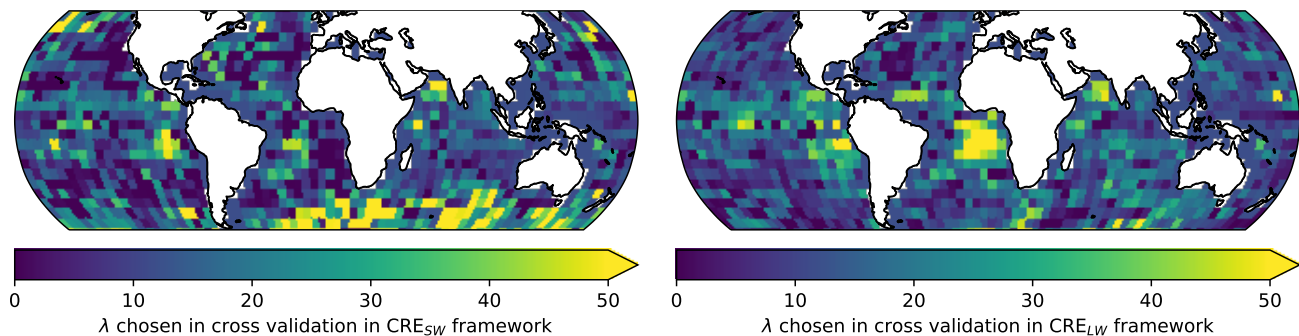 0 10 20 30 40 50
λ chosen in cross validation in CRE_SW framework
0 10 20 30 40 50
λ chosen in cross validation in CRE_LW framework